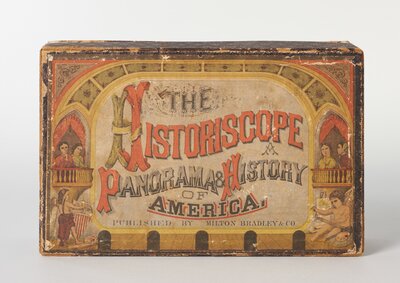 THE
HISTORISCOPE
A
PANORAMA & HISTORY
OF
AMERICA,
PUBLISHED BY MILTON BRADLEY & CO